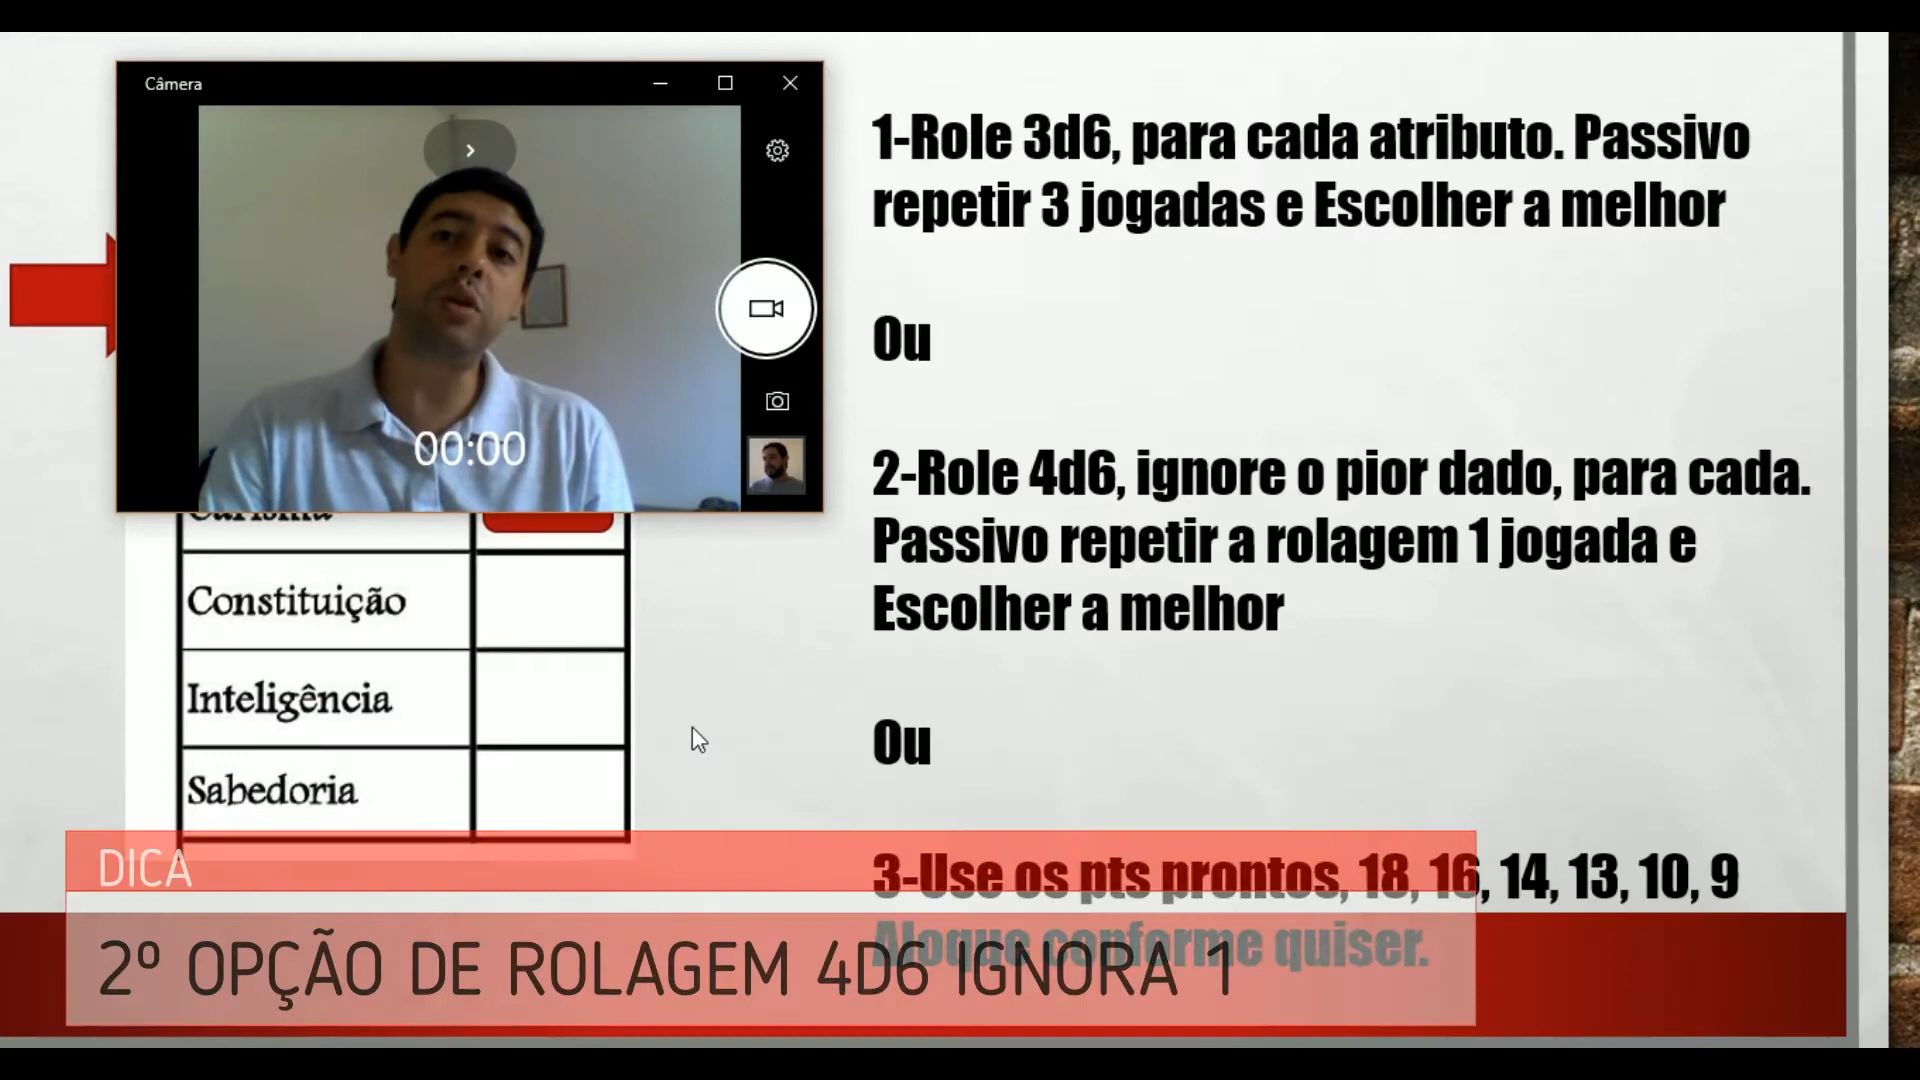 Câmera
00:00
1-Role 3d6, para cada atributo. Passivo
repetir 3 jogadas e Escolher a melhor
Ou
2-Role 4d6, ignore o pior dado, para cada.
Passivo repetir a rolagem 1 jogada e
Escolher a melhor
Ou
3-Use os pts prontos, 18, 16, 14, 13, 10, 9
Aloque conforme quiser.
Carisma
Constituição
Inteligência
Sabedoria
DICA
2º OPÇÃO DE ROLAGEM 4D6 IGNORA 1